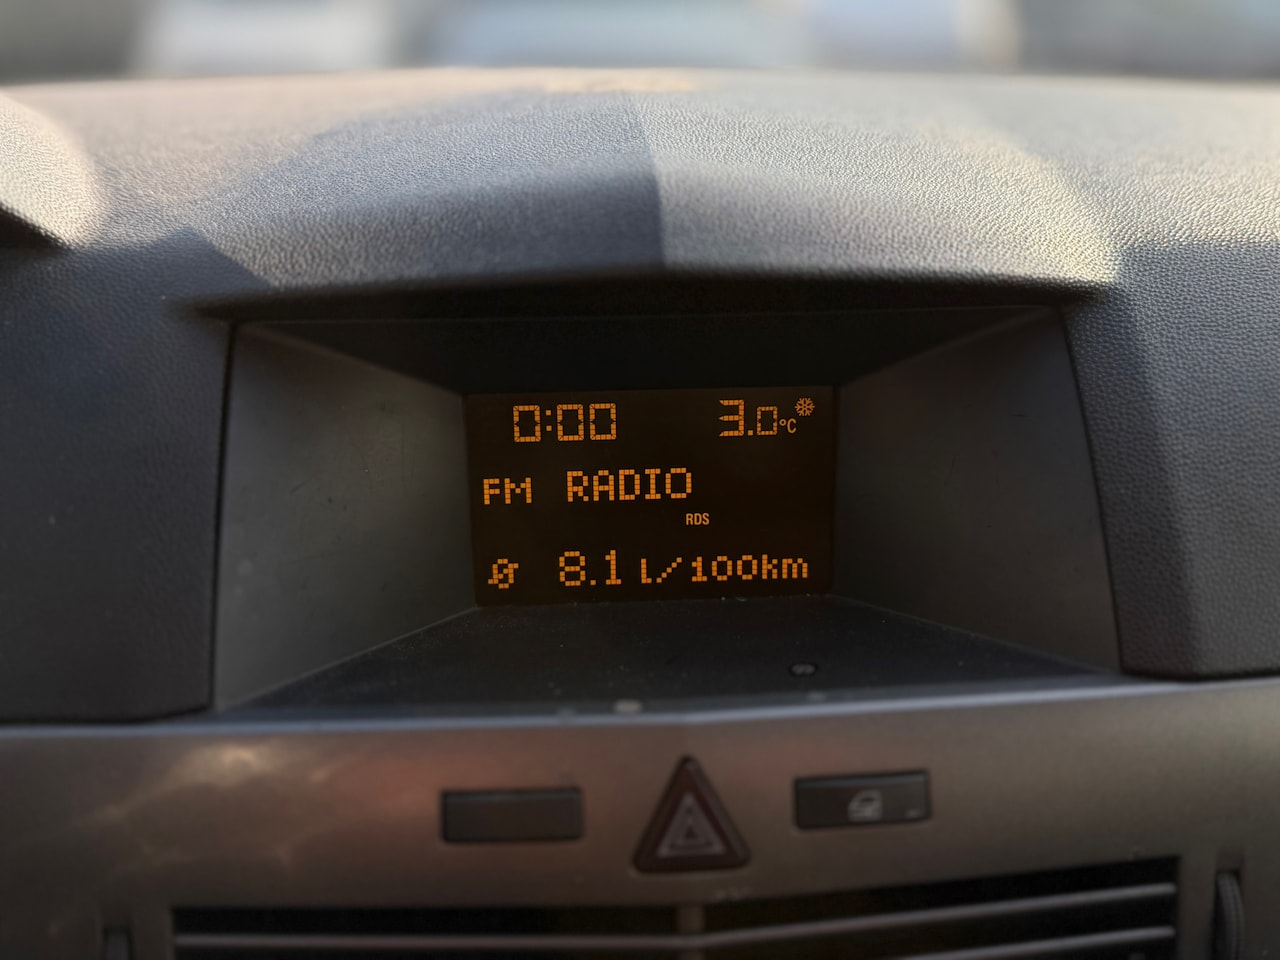 0:00 3.0°C
FM RADIO
RDS
Ø 8.1 l/100km